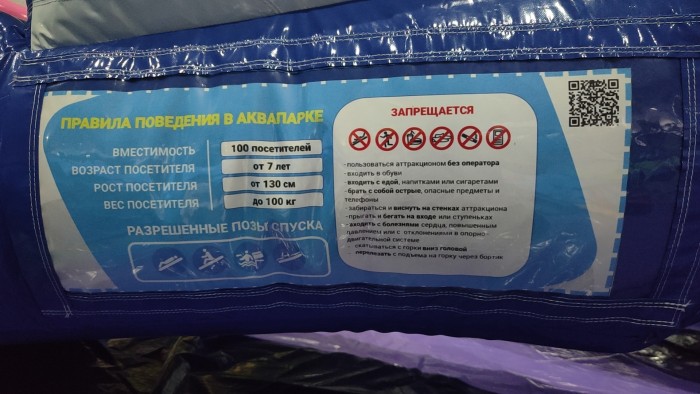 ПРАВИЛА ПОВЕДЕНИЯ В АКВАПАРКЕ
ВМЕСТИМОСТЬ 100 посетителей
ВОЗРАСТ ПОСЕТИТЕЛЯ от 7 лет
РОСТ ПОСЕТИТЕЛЯ от 130 см
ВЕС ПОСЕТИТЕЛЯ до 100 кг
РАЗРЕШЕННЫЕ ПОЗЫ СПУСКА
ЗАПРЕЩАЕТСЯ
- пользоваться аттракционом без оператора
- входить в обуви
- входить с едой, напитками или сигаретами
- брать с собой острые, опасные предметы и
телефоны
- забираться и виснуть на стенках аттракциона
- прыгать и бегать на входе или ступеньках
- входить с болезнями сердца, повышенным
давлением или с отклонениями в опорно-
двигательной системе
- скатываться с горки вниз головой
- перелезать с подъема на горку через бортик